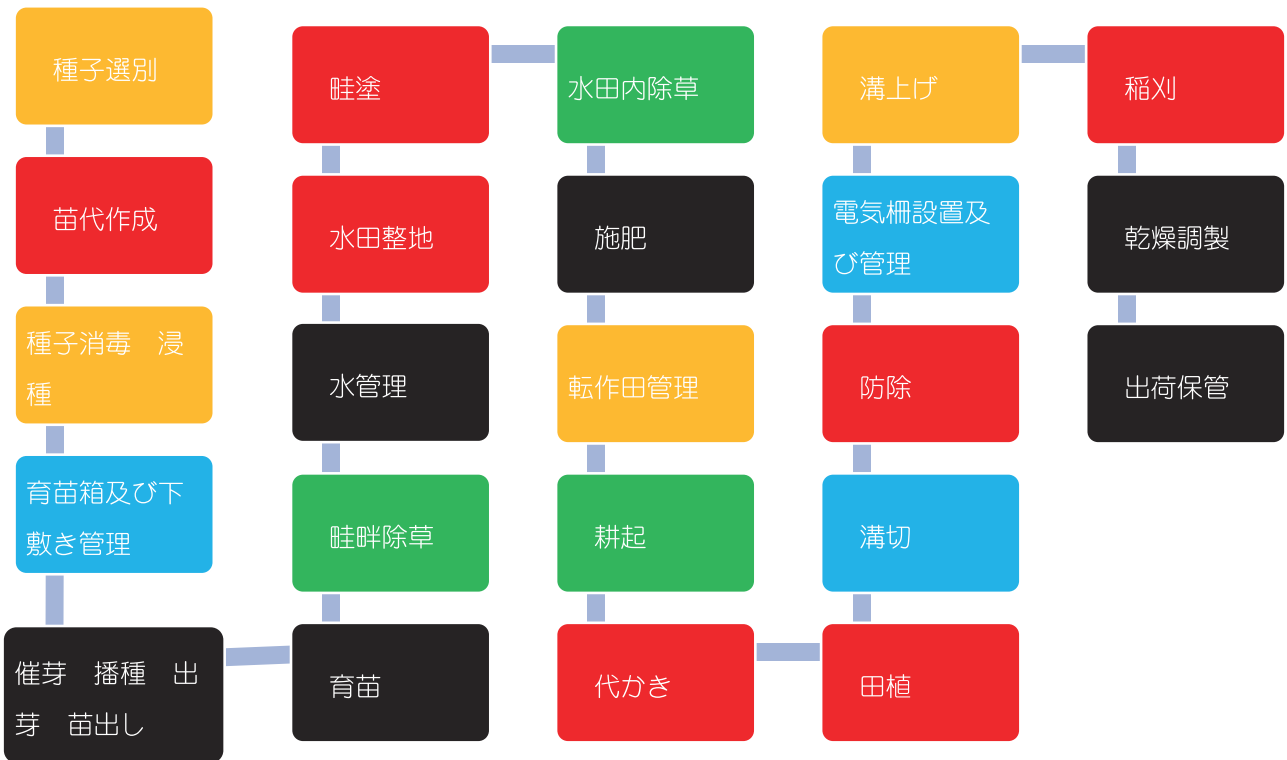 種子選別
苗代作成
種子消毒　浸
種
育苗箱及び下
敷き管理
催芽　播種　出
芽　苗出し
育苗
畦畔除草
水管理
水田整地
畦塗
水田内除草
施肥
転作田管理
耕起
代かき
田植
溝切
防除
電気柵設置及
び管理
溝上げ
稲刈
乾燥調製
出荷保管